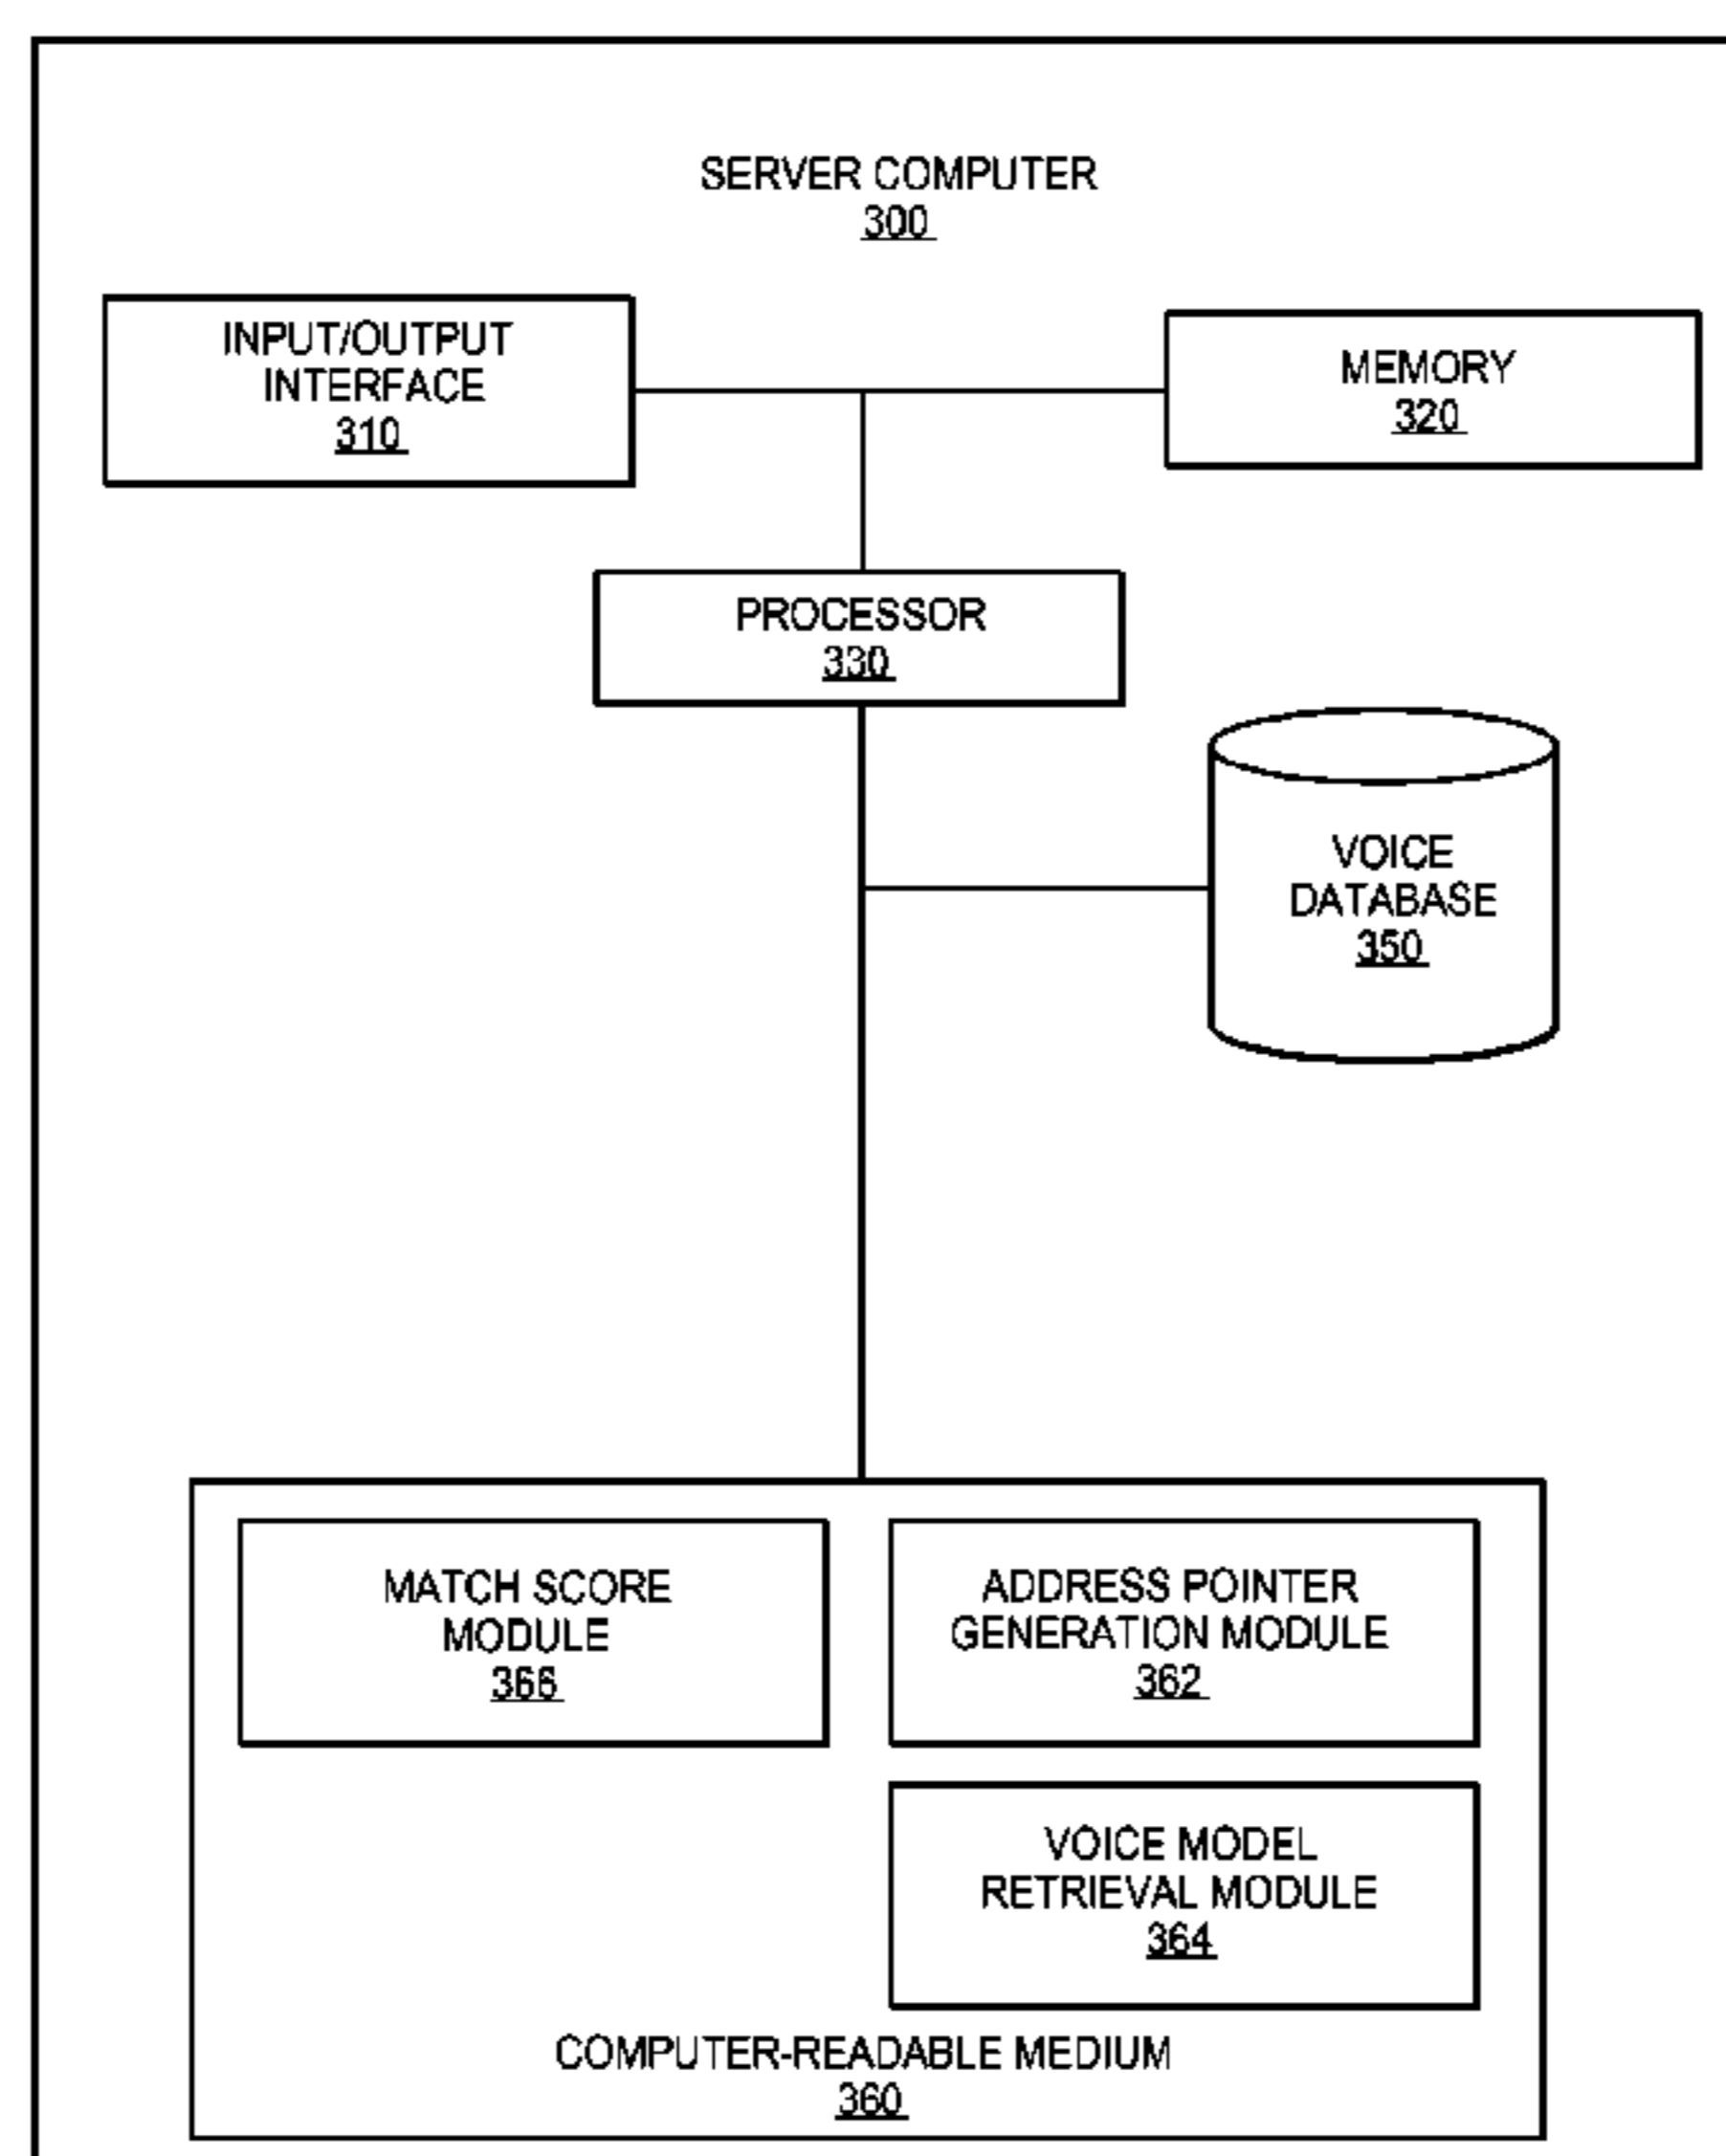 SERVER COMPUTER
300
INPUT/OUTPUT
INTERFACE
310
MEMORY
320
PROCESSOR
330
VOICE
DATABASE
350
MATCH SCORE
MODULE
366
ADDRESS POINTER
GENERATION MODULE
362
VOICE MODEL
RETRIEVAL MODULE
364
COMPUTER-READABLE MEDIUM
360